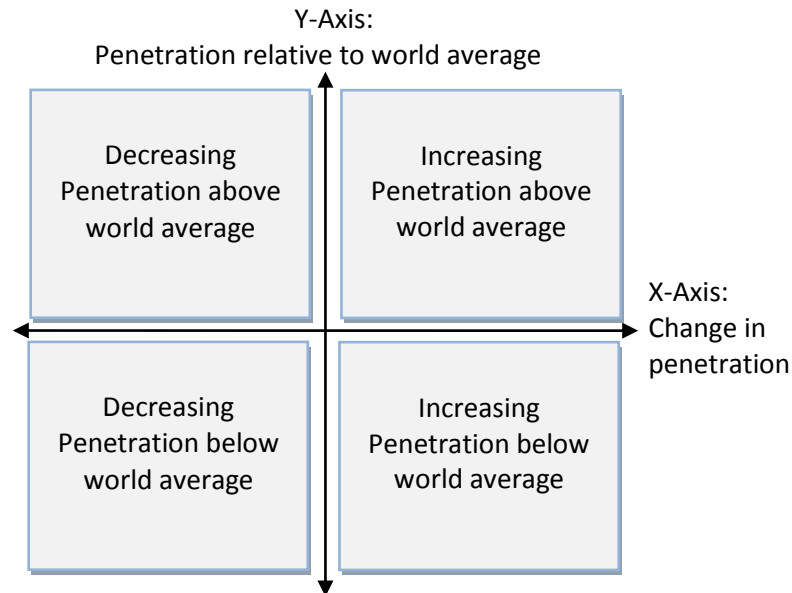 Y-Axis:
Penetration relative to world average
Decreasing
Penetration above
world average
Increasing
Penetration above
world average
X-Axis:
Change in
penetration
Decreasing
Penetration below
world average
Increasing
Penetration below
world average